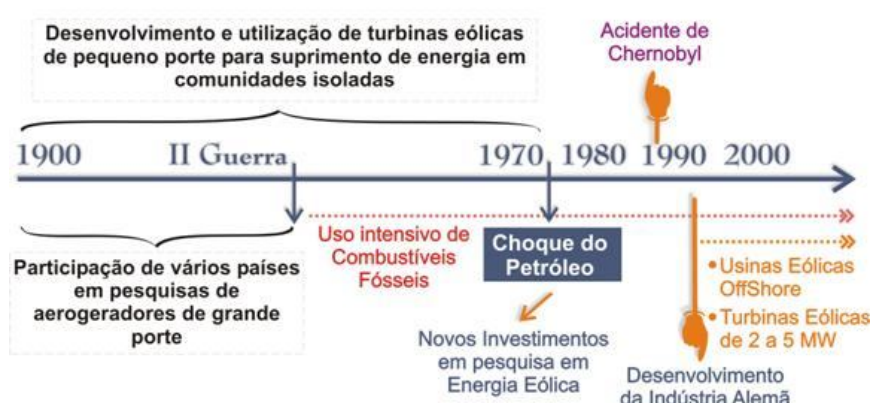 Desenvolvimento e utilização de turbinas eólicas
de pequeno porte para suprimento de energia em
comunidades isoladas
Acidente de
Chernobyl
1900 II Guerra 1970 1980 1990 2000
Uso intensivo de
Combustíveis
Fósseis
Choque do
Petróleo
Participação de vários países
em pesquisas de
aerogeradores de grande
porte
• Usinas Eólicas
OffShore
• Turbinas Eólicas
de 2 a 5 MW
Novos Investimentos
em pesquisa em
Energia Eólica
Desenvolvimento
da Indústria Alemã